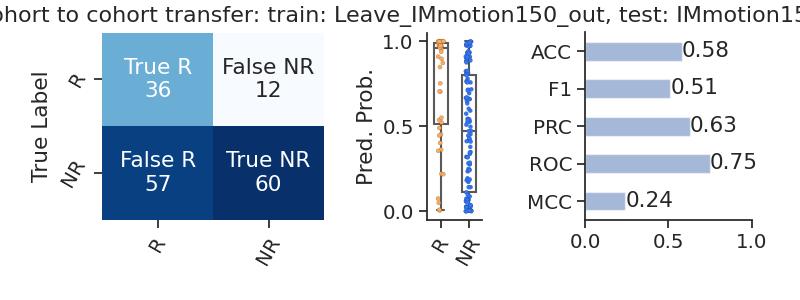 hort to cohort transfer: train: Leave_IMmotion150_out, test: IMmotion15
True Label
R
NR
True R
36
False NR
12
False R
57
True NR
60
R
NR
Pred. Prob.
1.0
0.5
0.0
R
NR
ACC
0.58
F1
0.51
PRC
0.63
ROC
0.75
MCC
0.24
0.0
0.5
1.0